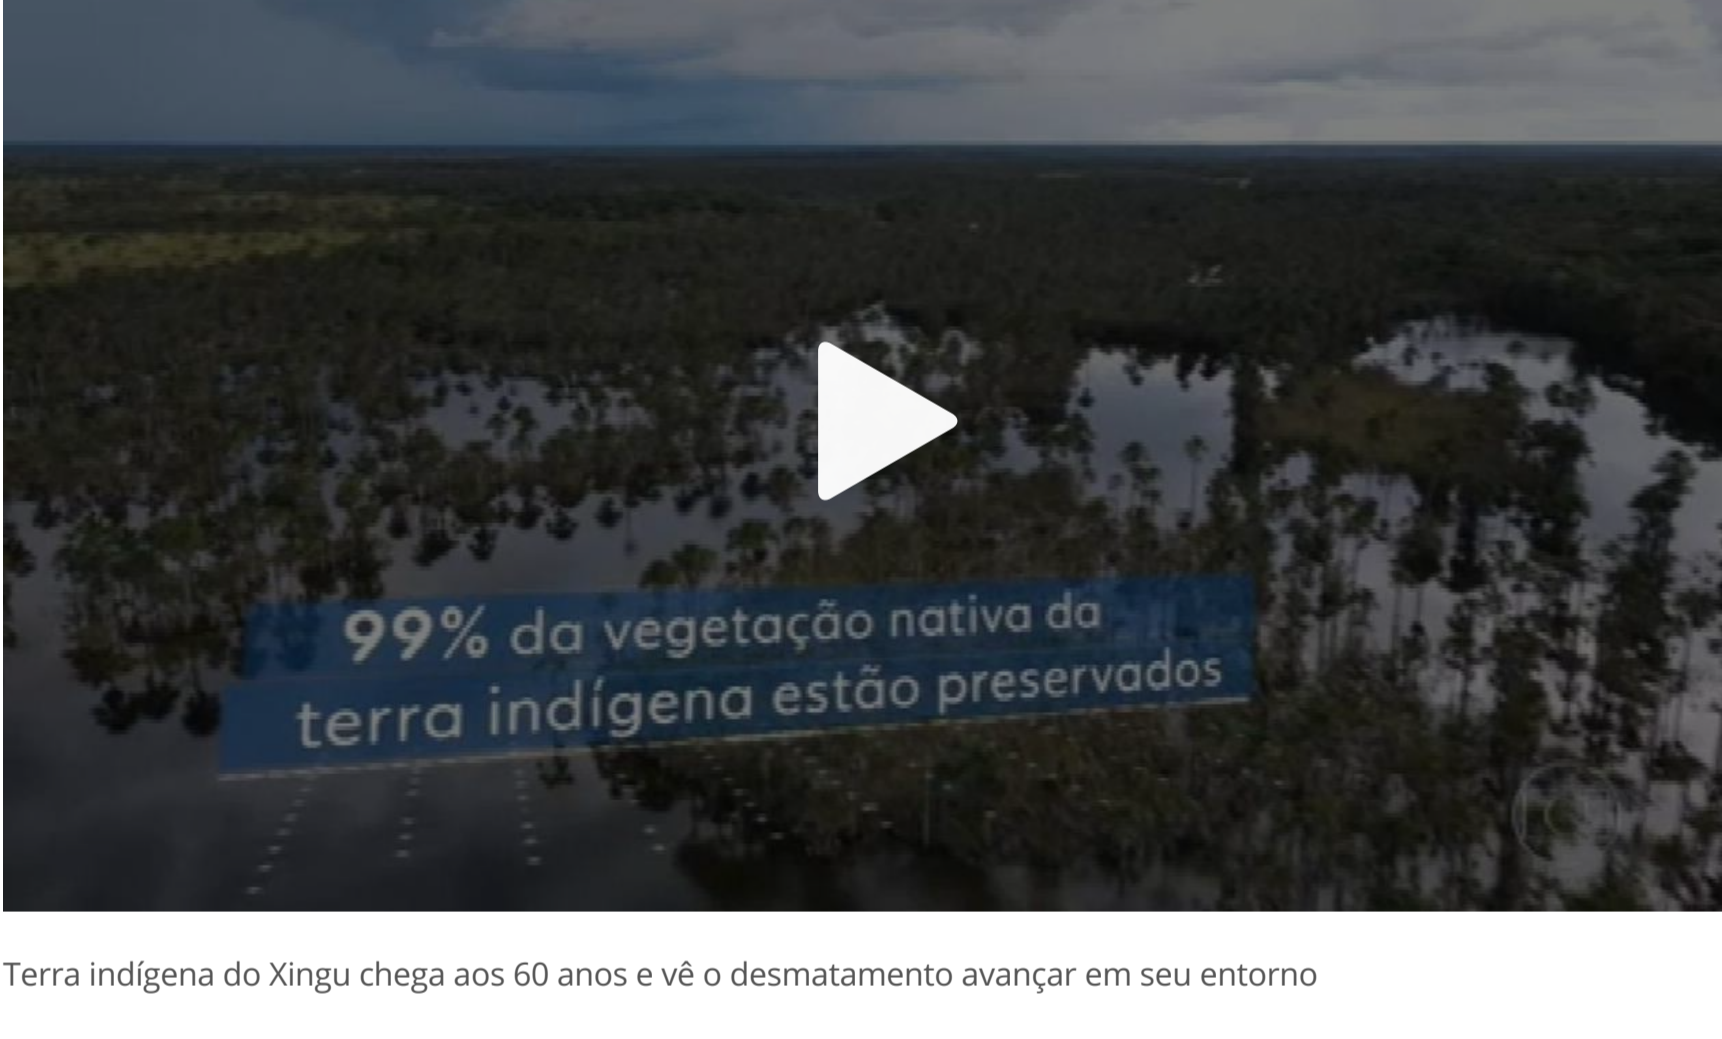 99% da vegetação nativa da
terra indígena estão preservados
Terra indígena do Xingu chega aos 60 anos e vê o desmatamento avançar em seu entorno